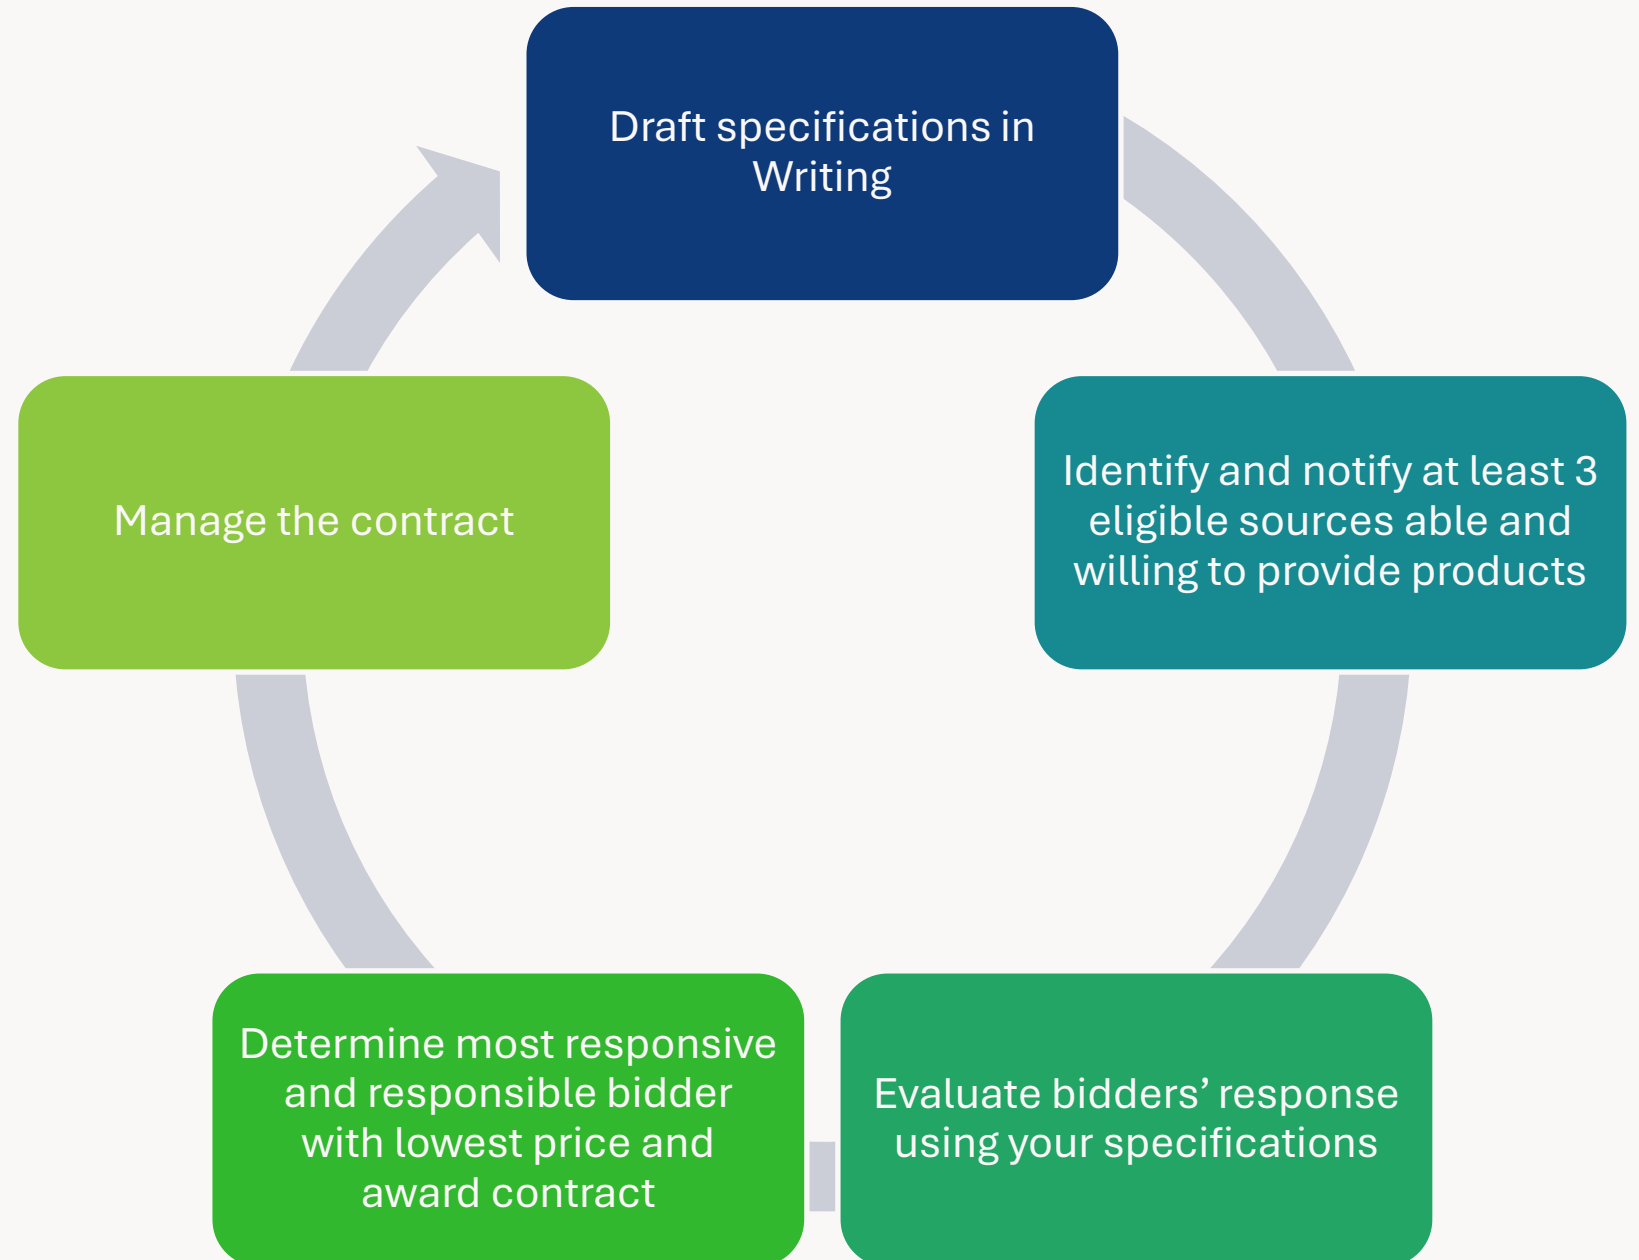 Draft specifications in
Writing
Identify and notify at least 3
eligible sources able and
willing to provide products
Evaluate bidders’ response
using your specifications
Determine most responsive
and responsible bidder
with lowest price and
award contract
Manage the contract